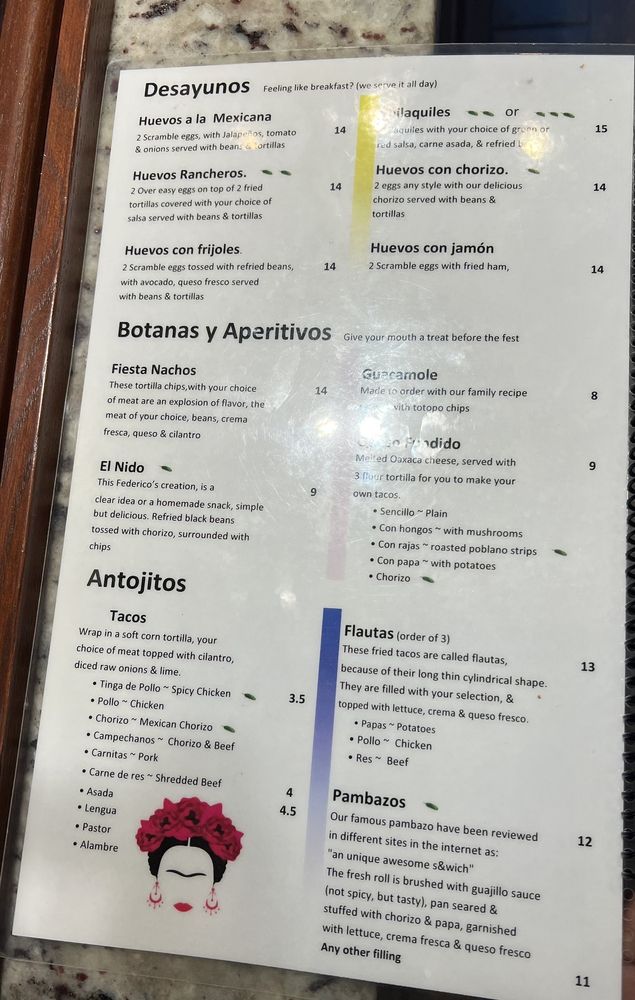 Desayunos Feeling like breakfast? (we serve it all day)
Huevos a la Mexicana
2 Scramble eggs, with Jalapeños, tomato 14
& onions served with beans & tortillas
Huevos Rancheros.
2 Over easy eggs on top of 2 fried 14
tortillas covered with your choice of
salsa served with beans & tortillas
Huevos con frijoles.
2 Scramble eggs tossed with refried beans, 14
with avocado, queso fresco served
with beans & tortillas
ilaquiles or
aquiles with your choice of green or 15
red salsa, carne asada, & refried
Huevos con chorizo.
2 eggs any style with our delicious 14
chorizo served with beans &
tortillas
Huevos con jamón
2 Scramble eggs with fried ham, 14
Botanas y Aperitivos Give your mouth a treat before the fest
Fiesta Nachos
These tortilla chips,with your choice 14
of meat are an explosion of flavor, the
meat of your choice, beans, crema
fresca, queso & cilantro
El Nido
This Federico's creation, is a 9
clear idea or a homemade snack, simple
but delicious. Refried black beans
tossed with chorizo, surrounded with
chips
Guacamole
Made to order with our family recipe 8
with totopo chips
Fundido
Melted Oaxaca cheese, served with 9
3 flour tortilla for you to make your
own tacos.
• Sencillo ~ Plain
• Con hongos ~ with mushrooms
• Con rajas ~ roasted poblano strips
• Con papa ~ with potatoes
• Chorizo
Antojitos
Tacos
Wrap in a soft corn tortilla, your
choice of meat topped with cilantro,
diced raw onions & lime.
• Tinga de Pollo ~ Spicy Chicken 3.5
• Pollo ~ Chicken
• Chorizo ~ Mexican Chorizo
• Campechanos ~ Chorizo & Beef
• Carnitas ~ Pork
• Carne de res ~ Shredded Beef
• Asada 4
• Lengua 4.5
• Pastor
• Alambre
Flautas (order of 3)
These fried tacos are called flautas, 13
because of their long thin cylindrical shape.
They are filled with your selection, &
topped with lettuce, crema & queso fresco.
• Papas ~ Potatoes
• Pollo ~ Chicken
• Res ~ Beef
Pambazos
Our famous pambazo have been reviewed 12
in different sites in the internet as:
"an unique awesome s&wich"
The fresh roll is brushed with guajillo sauce
(not spicy, but tasty), pan seared &
stuffed with chorizo & papa, garnished
with lettuce, crema fresca & queso fresco
Any other filling
11